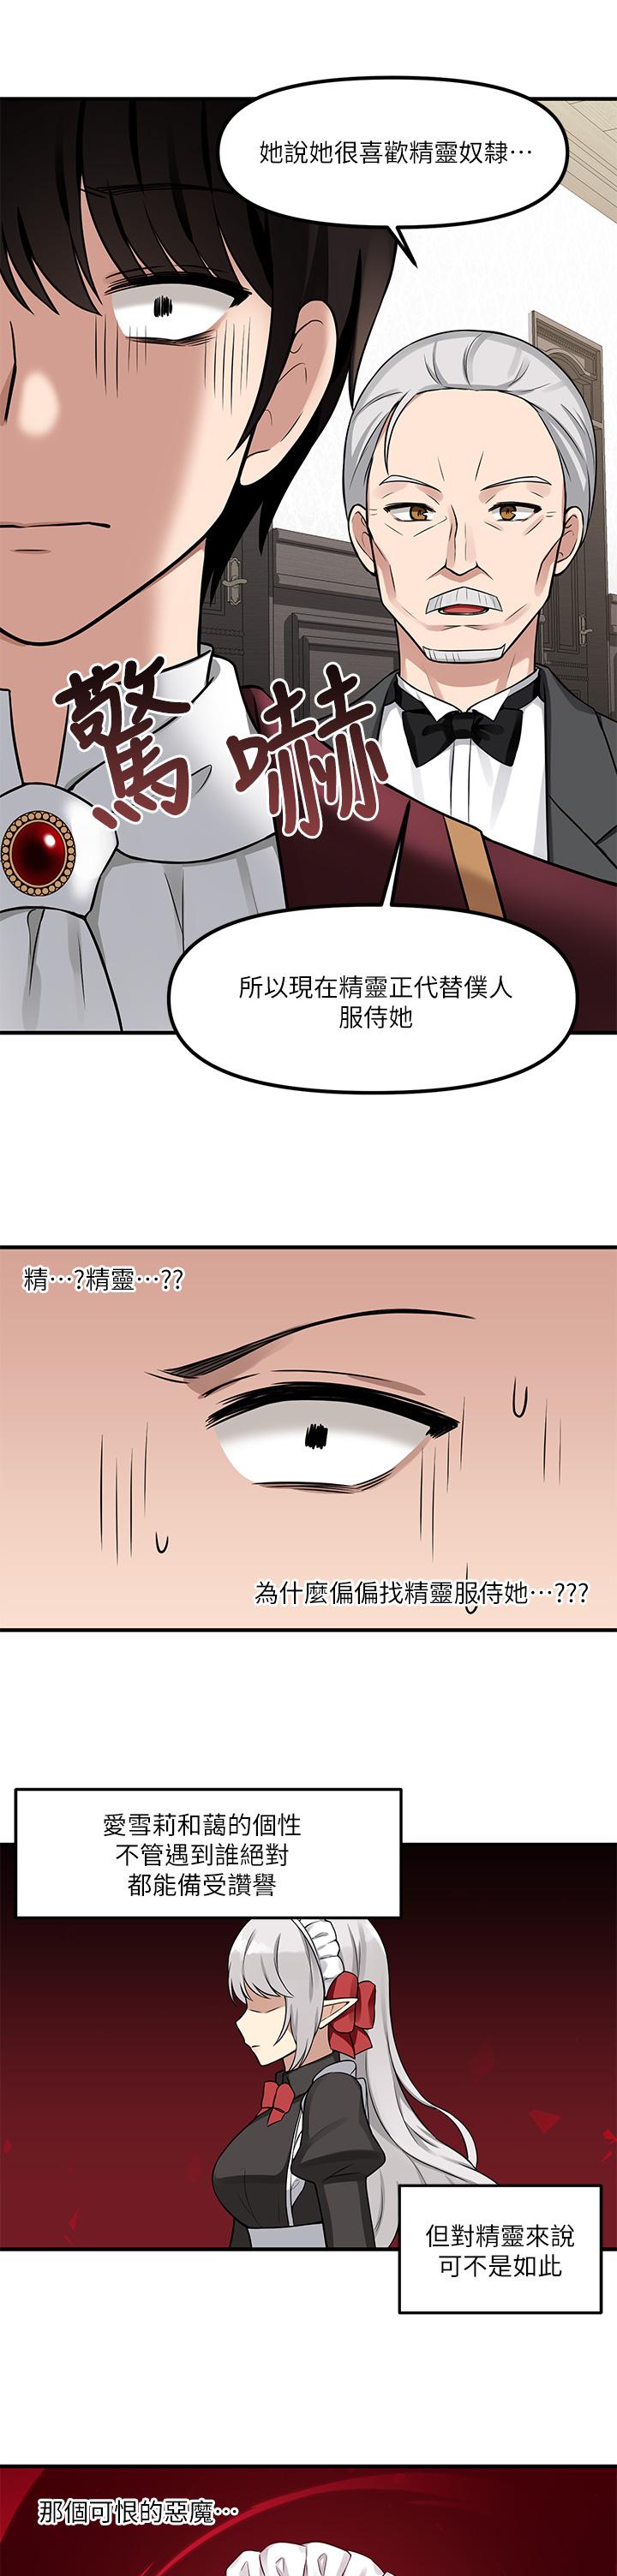 她說她很喜歡精靈奴隸…
驚嚇
所以現在精靈正代替僕人
服侍她
精…?精靈…??
為什麼偏偏找精靈服侍她…???
愛雪莉和藹的個性
不管遇到誰絕對
都能備受讚譽
但對精靈來說
可不是如此
那個可恨的惡魔…